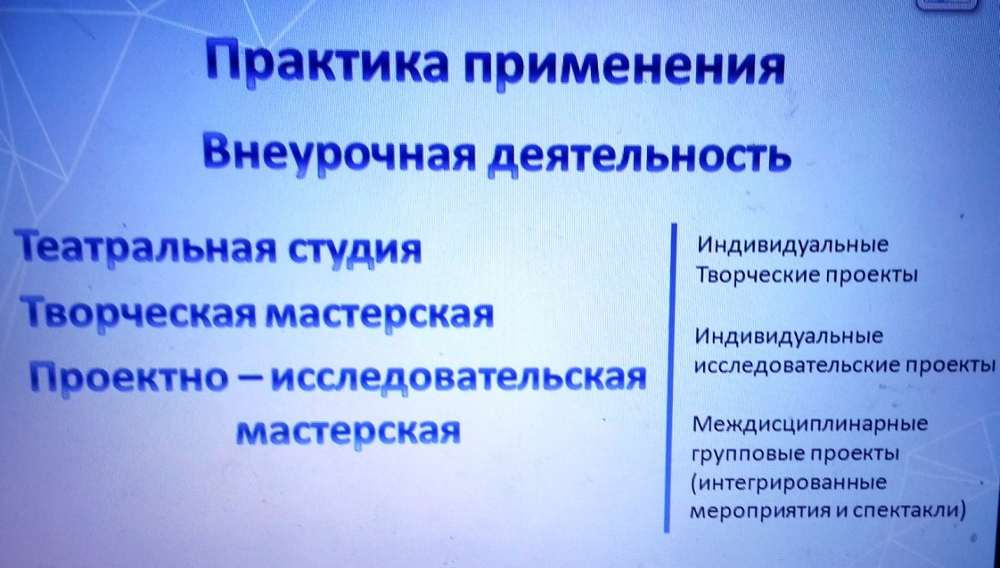 Практика применения
Внеурочная деятельность
Театральная студия
Творческая мастерская
Проектно – исследовательская
мастерская
Индивидуальные
Творческие проекты
Индивидуальные
исследовательские проекты
Междисциплинарные
групповые проекты
(интегрированные
мероприятия и спектакли)